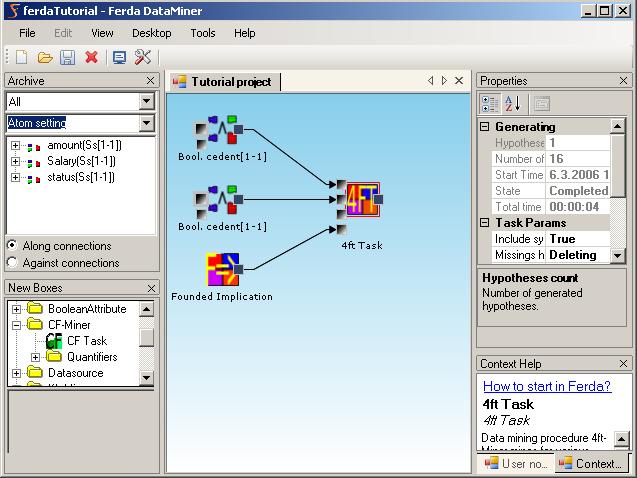 ferdaTutorial - Ferda DataMiner
File Edit View Desktop Tools Help
Archive
All
Atom setting
amount(Ss[1-1])
Salary(Ss[1-1])
status(Ss[1-1])
Along connections
Against connections
New Boxes
BooleanAttribute
CF-Miner
CF Task
Quantifiers
Datasource
Tutorial project
Bool. cedent[1-1]
Bool. cedent[1-1]
4ft Task
Founded Implication
Properties
Generating
Hypothese 1
Number of 16
Start Time 6.3.2006 1
State Completed
Total time 00:00:04
Task Params
Include sy True
Missings h Deleting
Hypotheses count
Number of generated
hypotheses.
Context Help
How to start in Ferda?
4ft Task
4ft Task
Data mining procedure 4ft-
User no... Context...